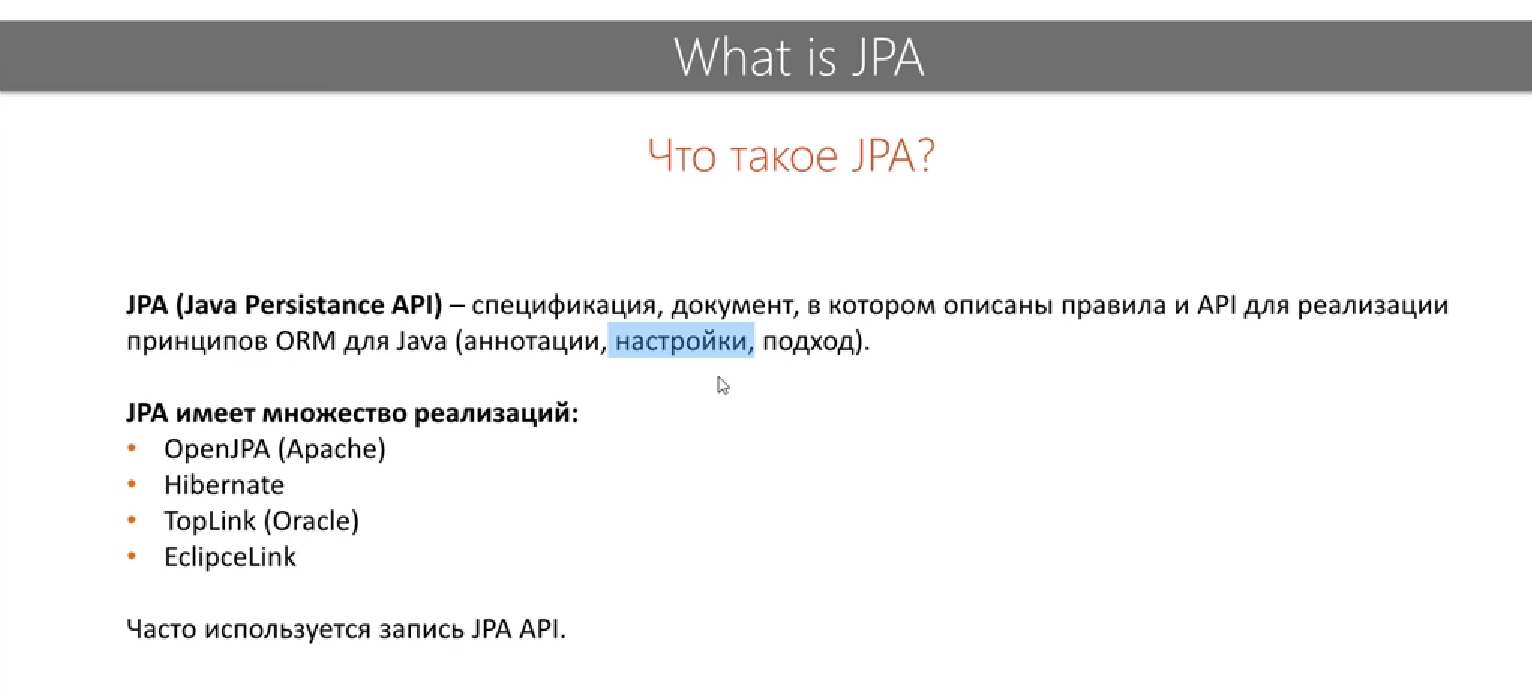 What is JPA
Что такое JPA?
JPA (Java Persistance API) – спецификация, документ, в котором описаны правила и API для реализации
принципов ORM для Java (аннотации, настройки, подход).
JPA имеет множество реализаций:
• OpenJPA (Apache)
• Hibernate
• TopLink (Oracle)
• EclipceLink
Часто используется запись JPA API.